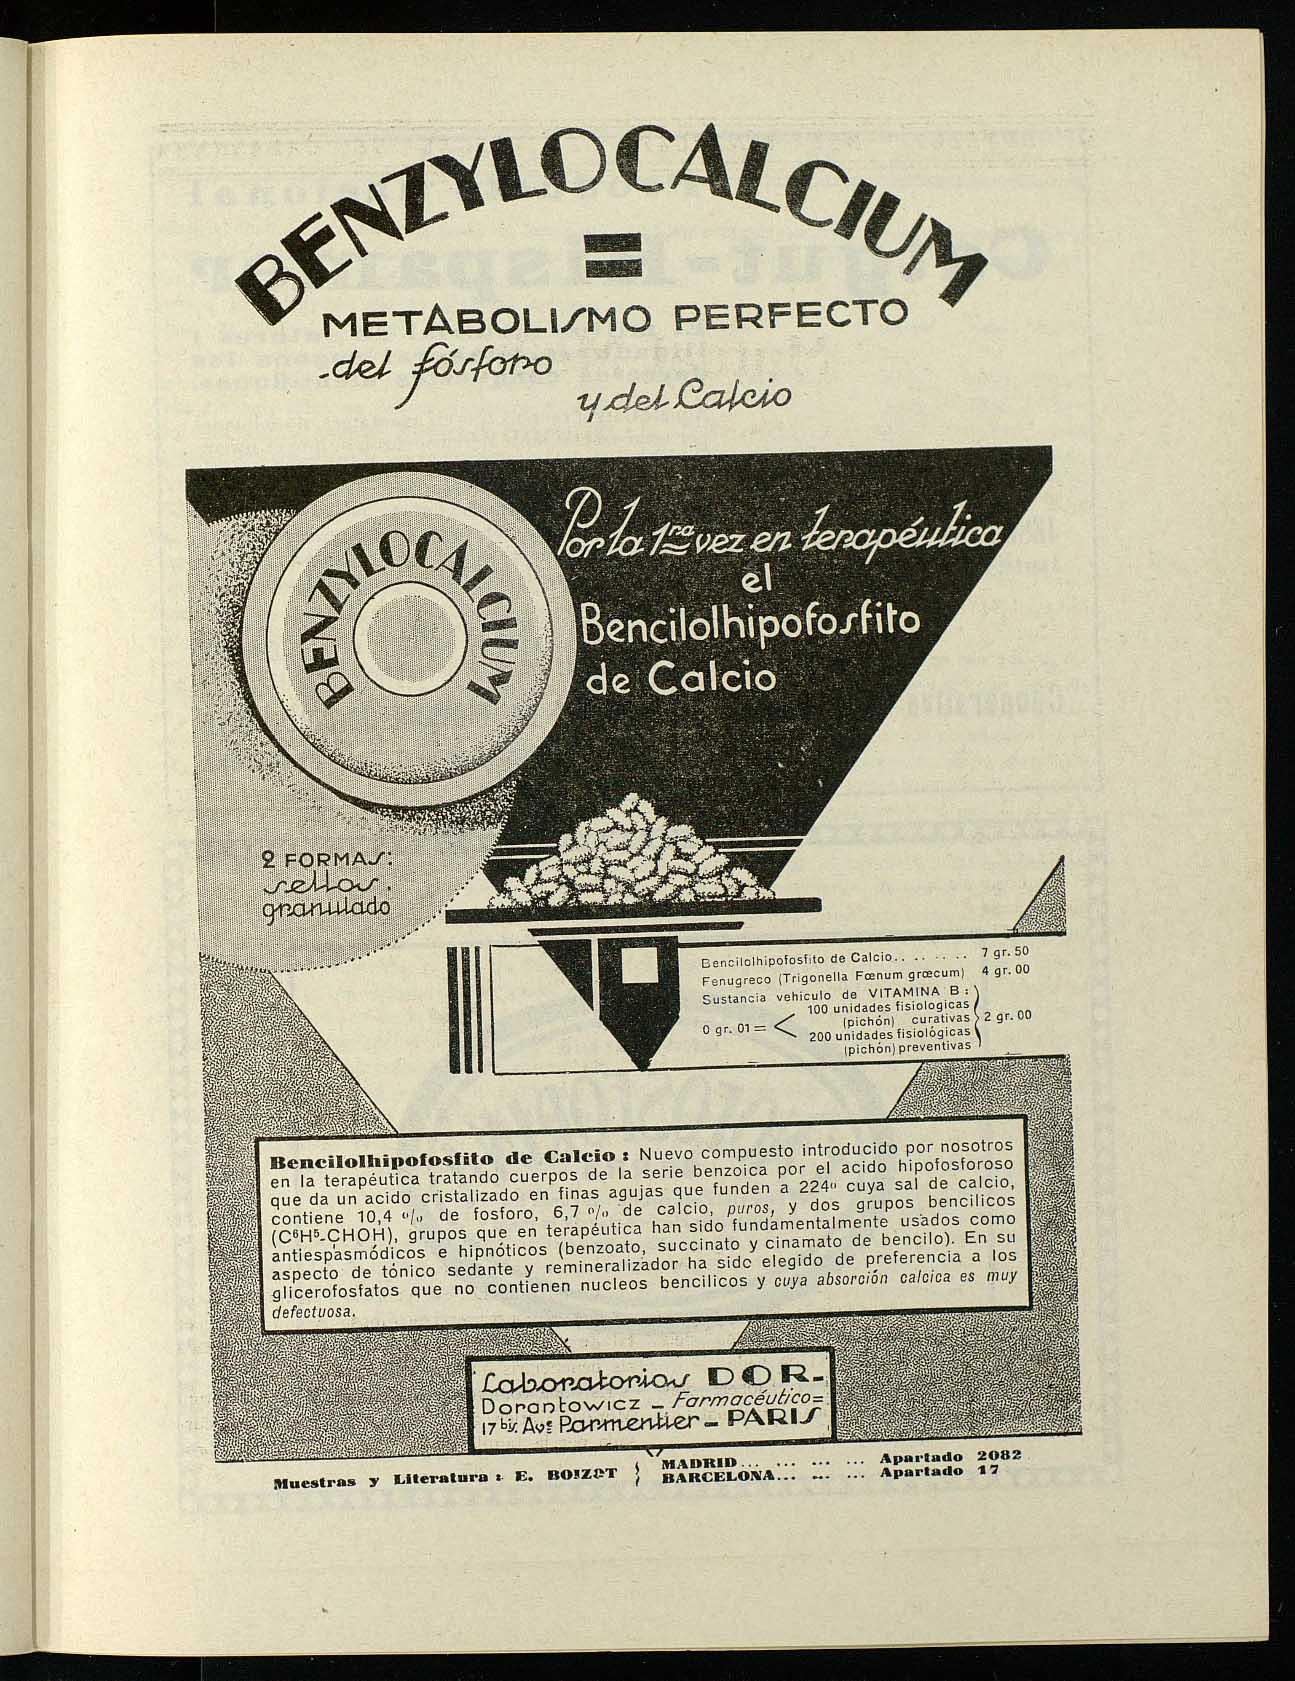 BENZYLOCALCIUM
=
METABOLISMO PERFECTO
del fósforo
y del Calcio
BENZYLOCALCIUM
Por la 1ra vez en terapéutica
el
Bencilolhipofosfito
de Calcio
2 FORMAS:
sellos.
granulado
Bencilolhipofosfito de Calcio.. .. .. .. 7 gr. 50
Fenugreco (Trigonella Fœnum grœcum) 4 gr. 00
Sustancia vehiculo de VITAMINA B:
0 gr. 01 = < 100 unidades fisiologicas
(pichón) curativas
200 unidades fisiológicas
(pichón) preventivas
2 gr. 00
Bencilolhipofosfito de Calcio : Nuevo compuesto introducido por nosotros
en la terapéutica tratando cuerpos de la serie benzoica por el acido hipofosforoso
que da un acido cristalizado en finas agujas que funden a 224º cuya sal de calcio,
contiene 10,4 º/o de fosforo, 6,7 º/o de calcio, puros, y dos grupos bencilicos
(C⁶H⁵-CHOH), grupos que en terapéutica han sido fundamentalmente usados como
antiespasmódicos e hipnóticos (benzoato, succinato y cinamato de bencilo). En su
aspecto de tónico sedante y remineralizador ha sido elegido de preferencia a los
glicerofosfatos que no contienen nucleos bencilicos y cuya absorción calcica es muy
defectuosa.
Laboratorios DOR-
Dorantowicz - Farmacéutico=
17 bis. Ave Parmentier - PARIS
Muestras y Literatura : E. BOIZOT
MADRID... ... ... ... Apartado 2082
BARCELONA... ... ... Apartado 17